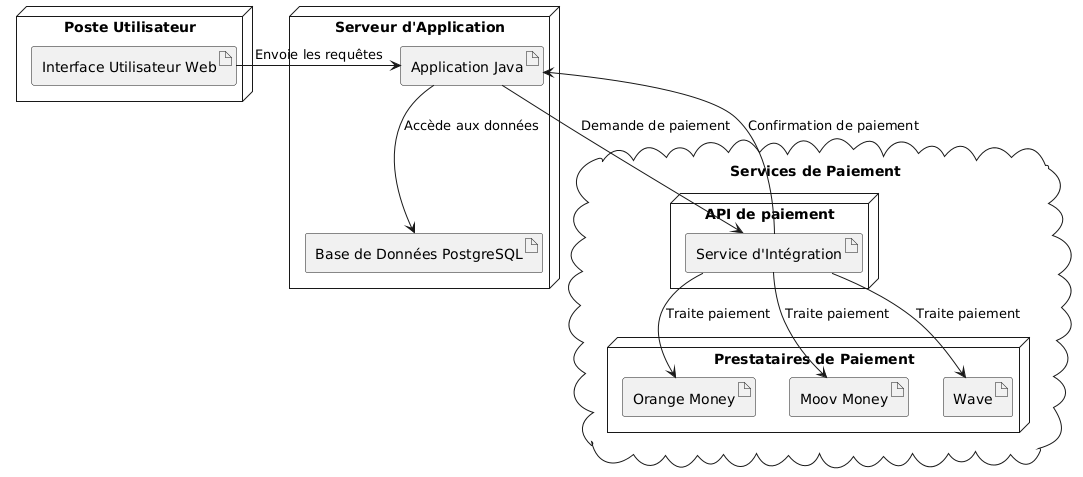 Poste Utilisateur
Interface Utilisateur Web
Envoie les requêtes
Serveur d'Application
Application Java
Accède aux données
Demande de paiement
Confirmation de paiement
Services de Paiement
API de paiement
Base de Données PostgreSQL
Service d'Intégration
Traite paiement
Traite paiement
Traite paiement
Prestataires de Paiement
Orange Money
Moov Money
Wave